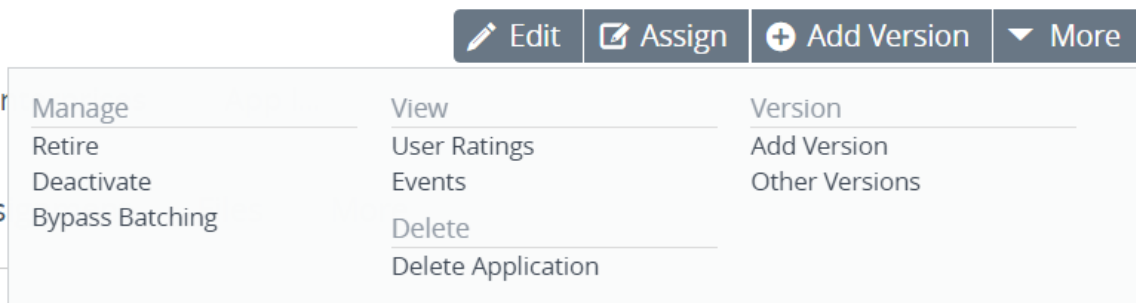 Edit Assign Add Version More
Manage
Retire
Deactivate
Bypass Batching
View
User Ratings
Events
Delete
Delete Application
Version
Add Version
Other Versions